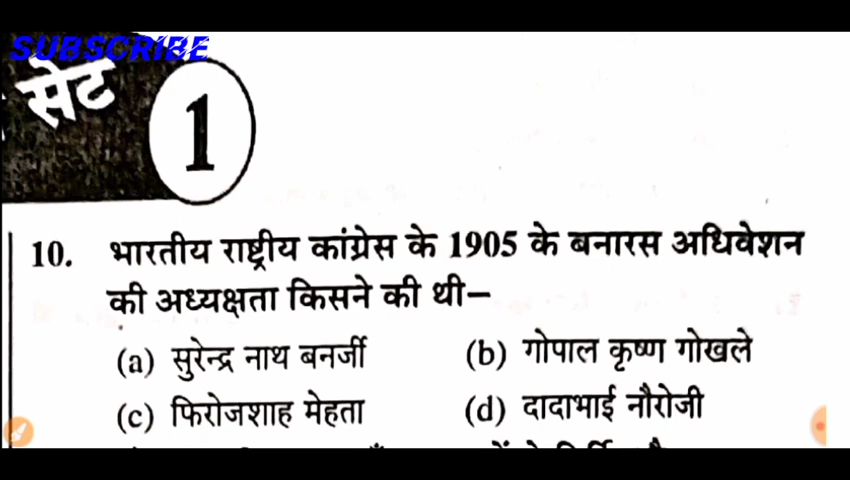 SUBSCRIBE
सेट
1
10. भारतीय राष्ट्रीय कांग्रेस के 1905 के बनारस अधिवेशन
की अध्यक्षता किसने की थी–
(a) सुरेन्द्र नाथ बनर्जी (b) गोपाल कृष्ण गोखले
(c) फिरोजशाह मेहता (d) दादाभाई नौरोजी